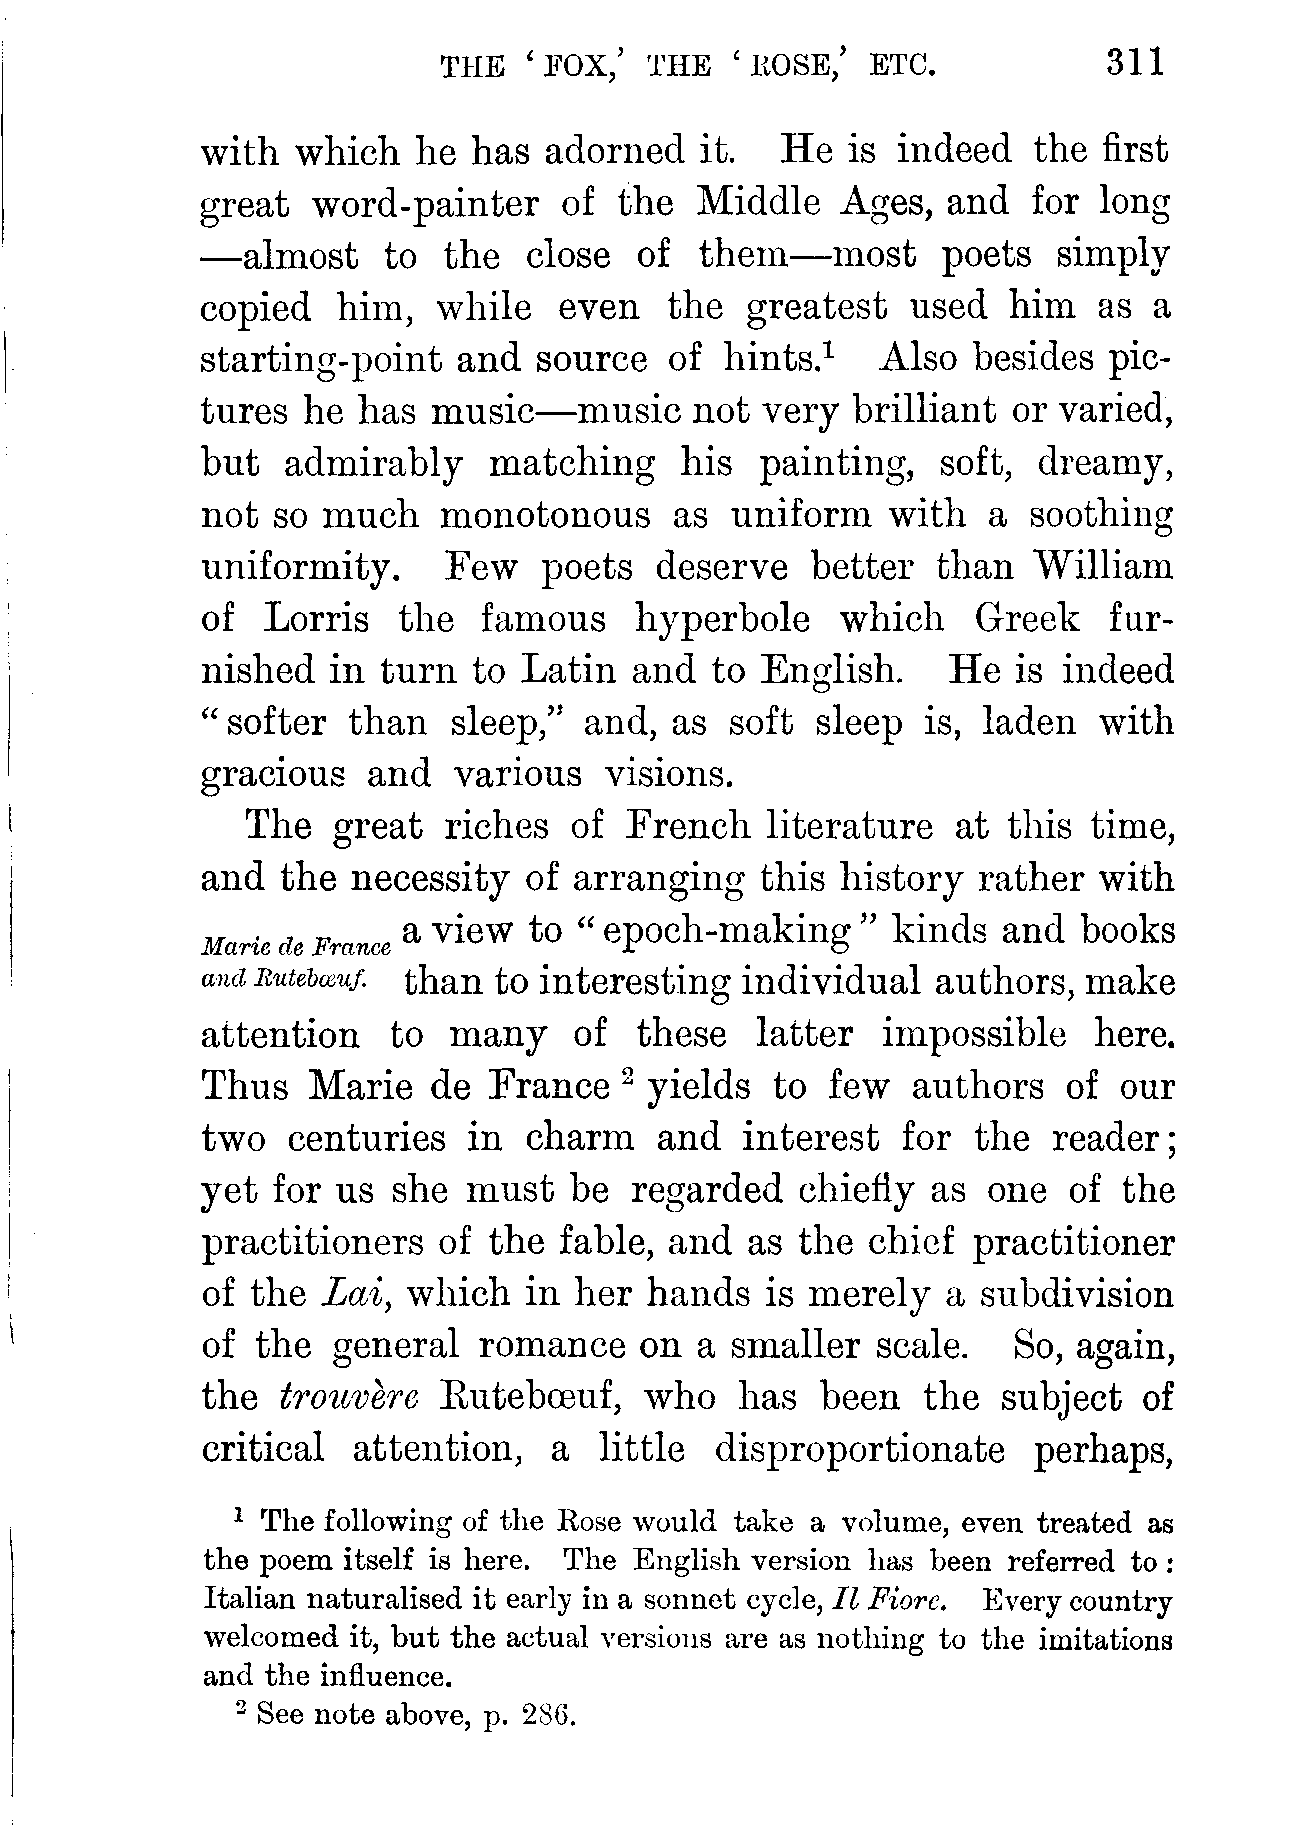 THE ‘FOX,’ THE ‘ROSE,’ ETC. 311
with which he has adorned it. He is indeed the first
great word-painter of the Middle Ages, and for long
—almost to the close of them—most poets simply
copied him, while even the greatest used him as a
starting-point and source of hints.¹ Also besides pic-
tures he has music—music not very brilliant or varied,
but admirably matching his painting, soft, dreamy,
not so much monotonous as uniform with a soothing
uniformity. Few poets deserve better than William
of Lorris the famous hyperbole which Greek fur-
nished in turn to Latin and to English. He is indeed
“softer than sleep,” and, as soft sleep is, laden with
gracious and various visions.
The great riches of French literature at this time,
and the necessity of arranging this history rather with
Marie de France
and Rutebœuf.
a view to “epoch-making” kinds and books
than to interesting individual authors, make
attention to many of these latter impossible here.
Thus Marie de France ² yields to few authors of our
two centuries in charm and interest for the reader;
yet for us she must be regarded chiefly as one of the
practitioners of the fable, and as the chief practitioner
of the Lai, which in her hands is merely a subdivision
of the general romance on a smaller scale. So, again,
the trouvère Rutebœuf, who has been the subject of
critical attention, a little disproportionate perhaps,
¹ The following of the Rose would take a volume, even treated as
the poem itself is here. The English version has been referred to:
Italian naturalised it early in a sonnet cycle, Il Fiore. Every country
welcomed it, but the actual versions are as nothing to the imitations
and the influence.
² See note above, p. 286.